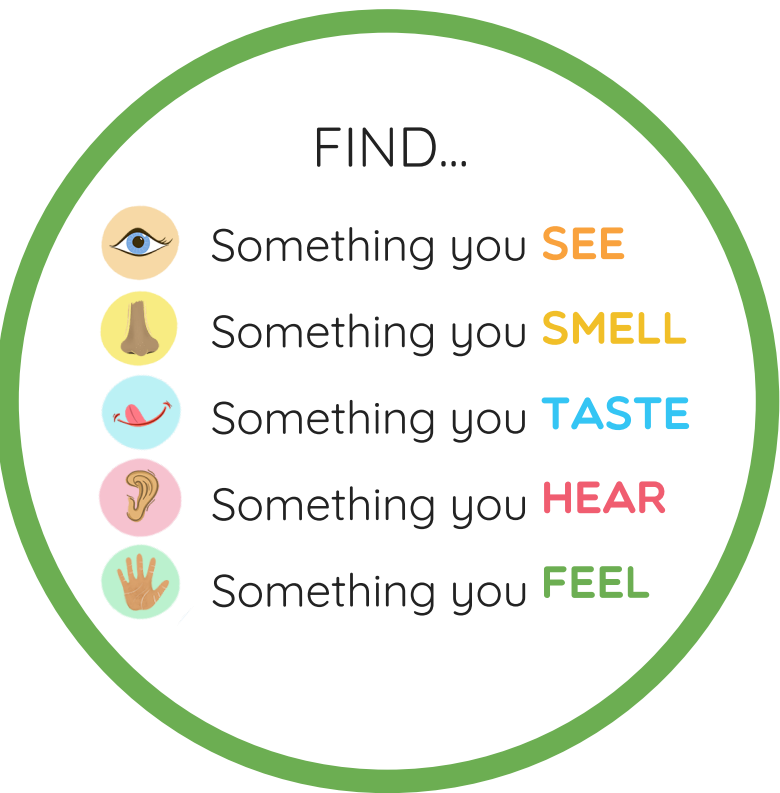 FIND...
Something you SEE
Something you SMELL
Something you TASTE
Something you HEAR
Something you FEEL